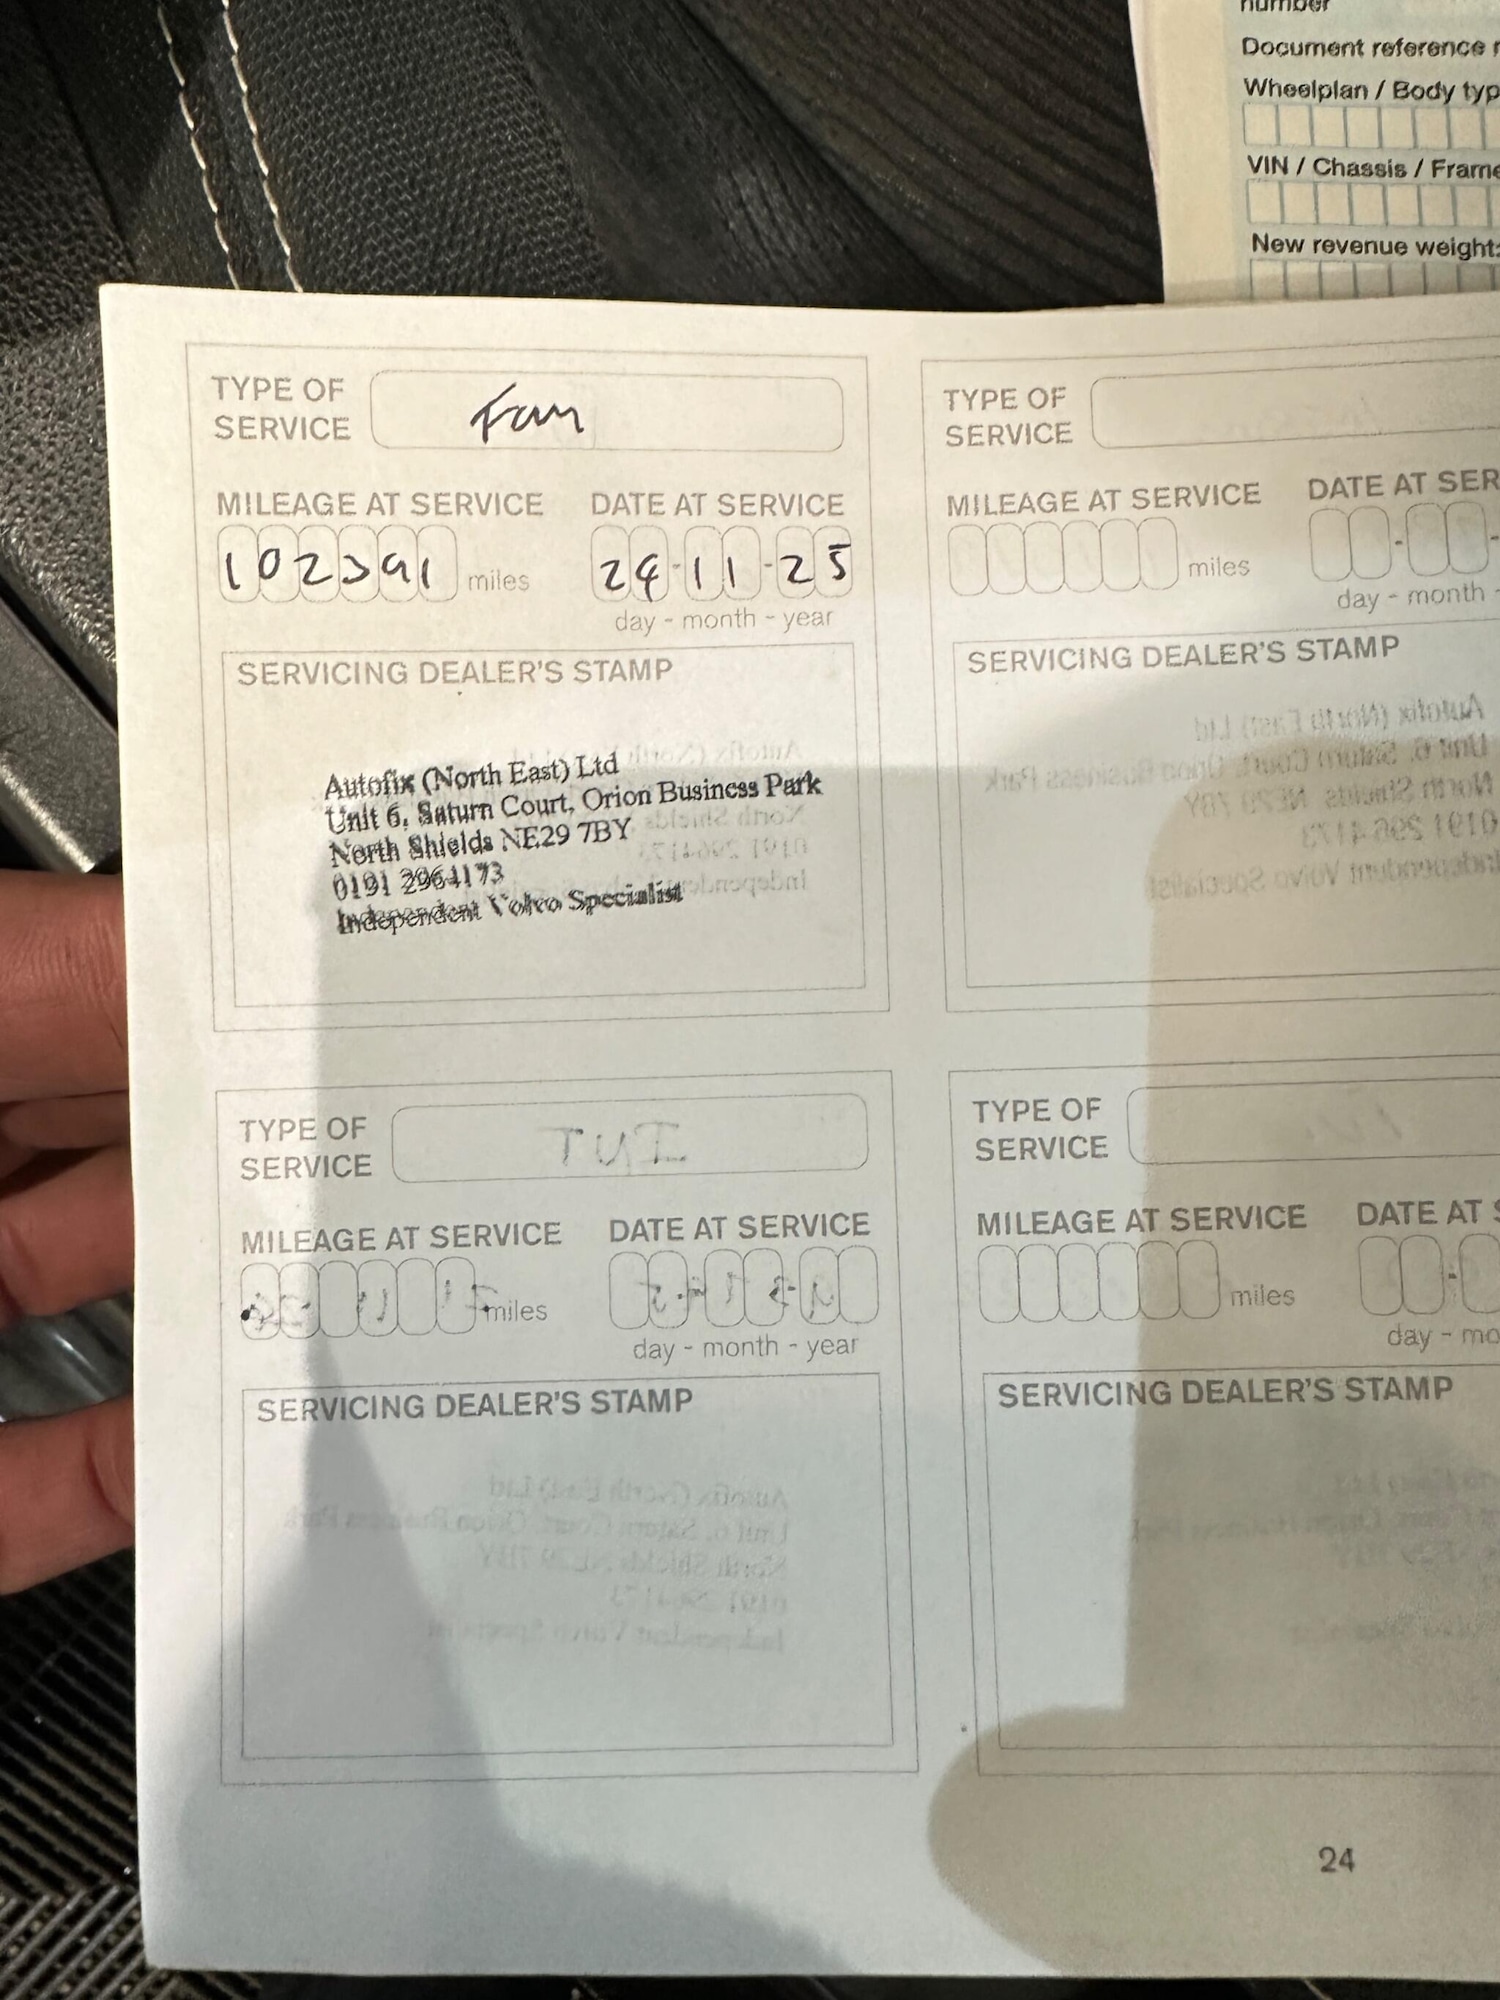 number
Document reference
Wheelplan / Body typ
VIN / Chassis / Frame
New revenue weight:
TYPE OF
SERVICE
MILEAGE AT SERVICE DATE AT SERVICE
102391 miles 24-11-25
day - month - year
SERVICING DEALER'S STAMP
Autofix (North East) Ltd
Unit 6, Saturn Court, Orion Business Park
North Shields NE29 7BY
0191 2964173
Independent Volvo Specialist
TYPE OF
SERVICE
MILEAGE AT SERVICE DATE AT SER
miles
day - month -
SERVICING DEALER'S STAMP
TYPE OF
SERVICE
MILEAGE AT SERVICE DATE AT SERVICE
miles
day - month - year
SERVICING DEALER'S STAMP
TYPE OF
SERVICE
MILEAGE AT SERVICE DATE AT S
miles
day - mo
SERVICING DEALER'S STAMP
24